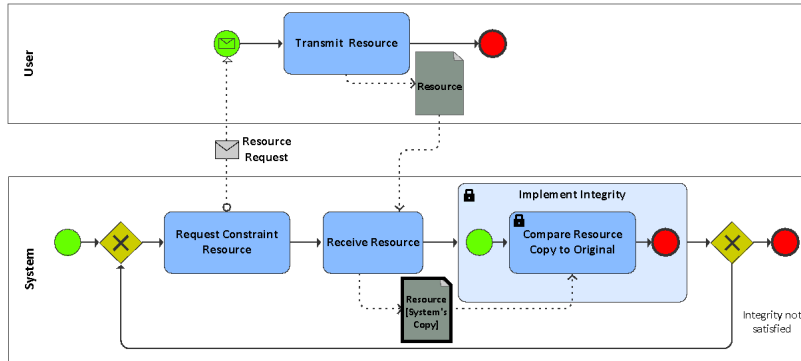 User
Transmit Resource
Resource
Resource
Request
System
Implement Integrity
Request Constraint
Resource
Receive Resource
Compare Resource
Copy to Original
Resource
[System's
Copy]
Integrity not
satisfied